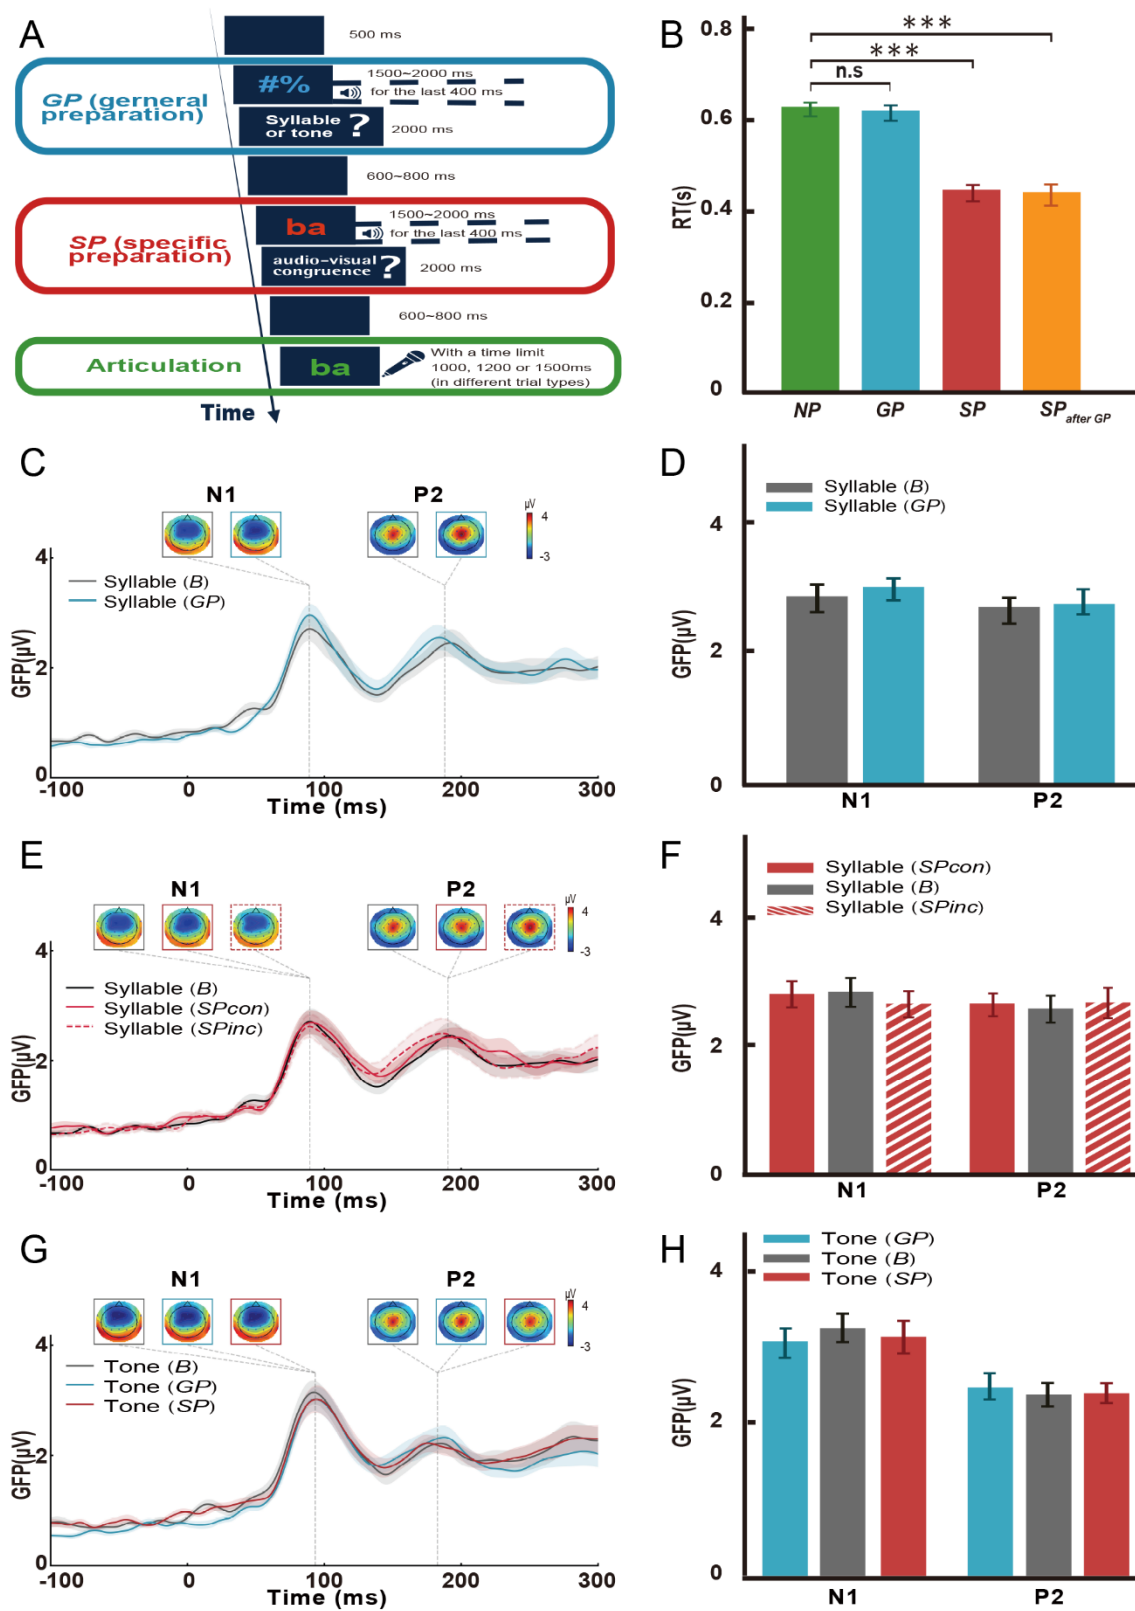 A
500 ms
GP (gerneral
preparation)
#%
1500~2000 ms
for the last 400 ms
Syllable
or tone ?
2000 ms
600~800 ms
SP (specific
preparation)
ba
1500~2000 ms
for the last 400 ms
audio-visual
congruence ?
2000 ms
600~800 ms
Articulation
ba
With a time limit
1000, 1200 or 1500ms
(in different trial types)
Time
B
0.8
0.6
0.4
0.2
0
RT(s)
***
***
n.s
NP GP SP SP after GP
C
N1 P2
μV
4
-3
Syllable (B)
Syllable (GP)
GFP(μV)
4
2
0
-100 0 100 200 300
Time (ms)
D
Syllable (B)
Syllable (GP)
GFP(μV)
4
2
0
N1 P2
E
N1 P2
μV
4
-3
Syllable (B)
Syllable (SPcon)
Syllable (SPinc)
GFP(μV)
4
2
0
-100 0 100 200 300
Time (ms)
F
Syllable (SPcon)
Syllable (B)
Syllable (SPinc)
GFP(μV)
4
2
0
N1 P2
G
N1 P2
μV
4
-3
Tone (B)
Tone (GP)
Tone (SP)
GFP(μV)
4
2
0
-100 0 100 200 300
Time (ms)
H
Tone (GP)
Tone (B)
Tone (SP)
GFP(μV)
4
2
0
N1 P2